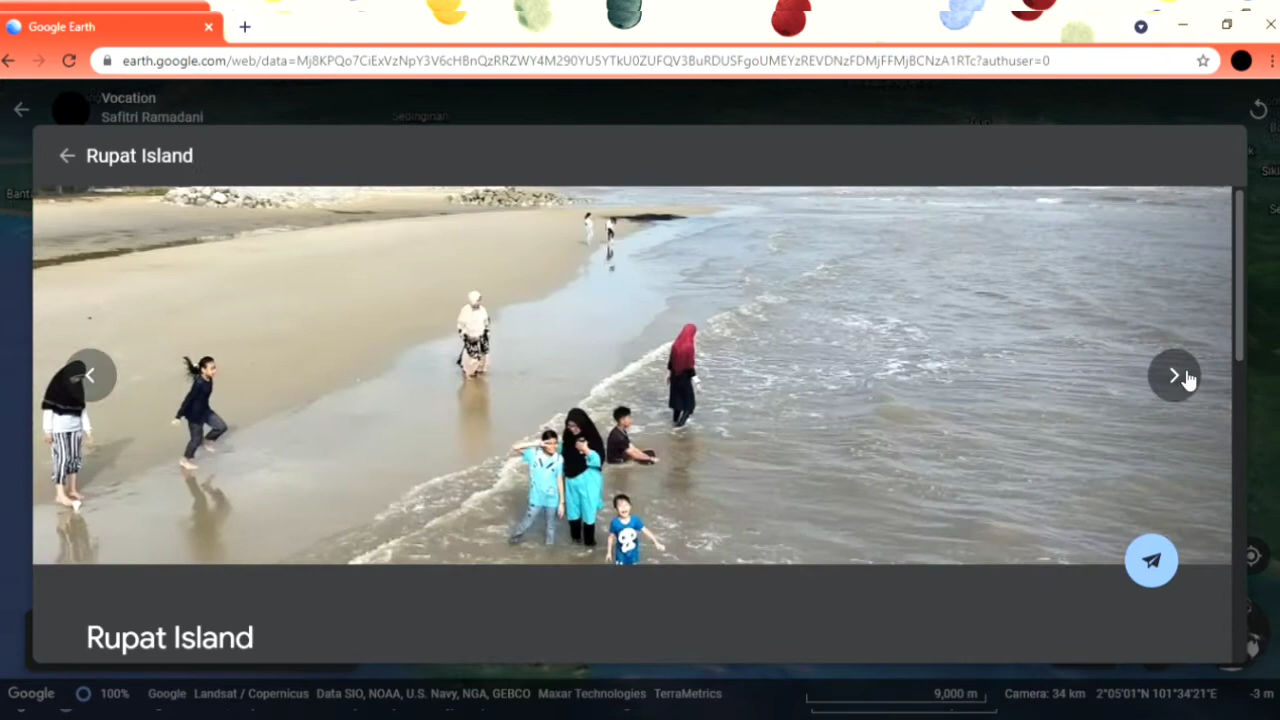 Google Earth
earth.google.com/web/data=Mj8KPQo7CiExVzNpY3V6cHBnQzRRZWY4M290YU5YTkU0ZUFQV3BuRDUSFgoUMEYzREVDNzFDMjFFMjBCNzA1RTc?authuser=0
Vocation
Safitri Ramadani
Sedinginan
Rupat Island
Bant
Rupat Island
Google 100% Google Landsat / Copernicus Data SIO, NOAA, U.S. Navy, NGA, GEBCO Maxar Technologies TerraMetrics 9,000 m Camera: 34 km 2°05'01"N 101°34'21"E -3 m